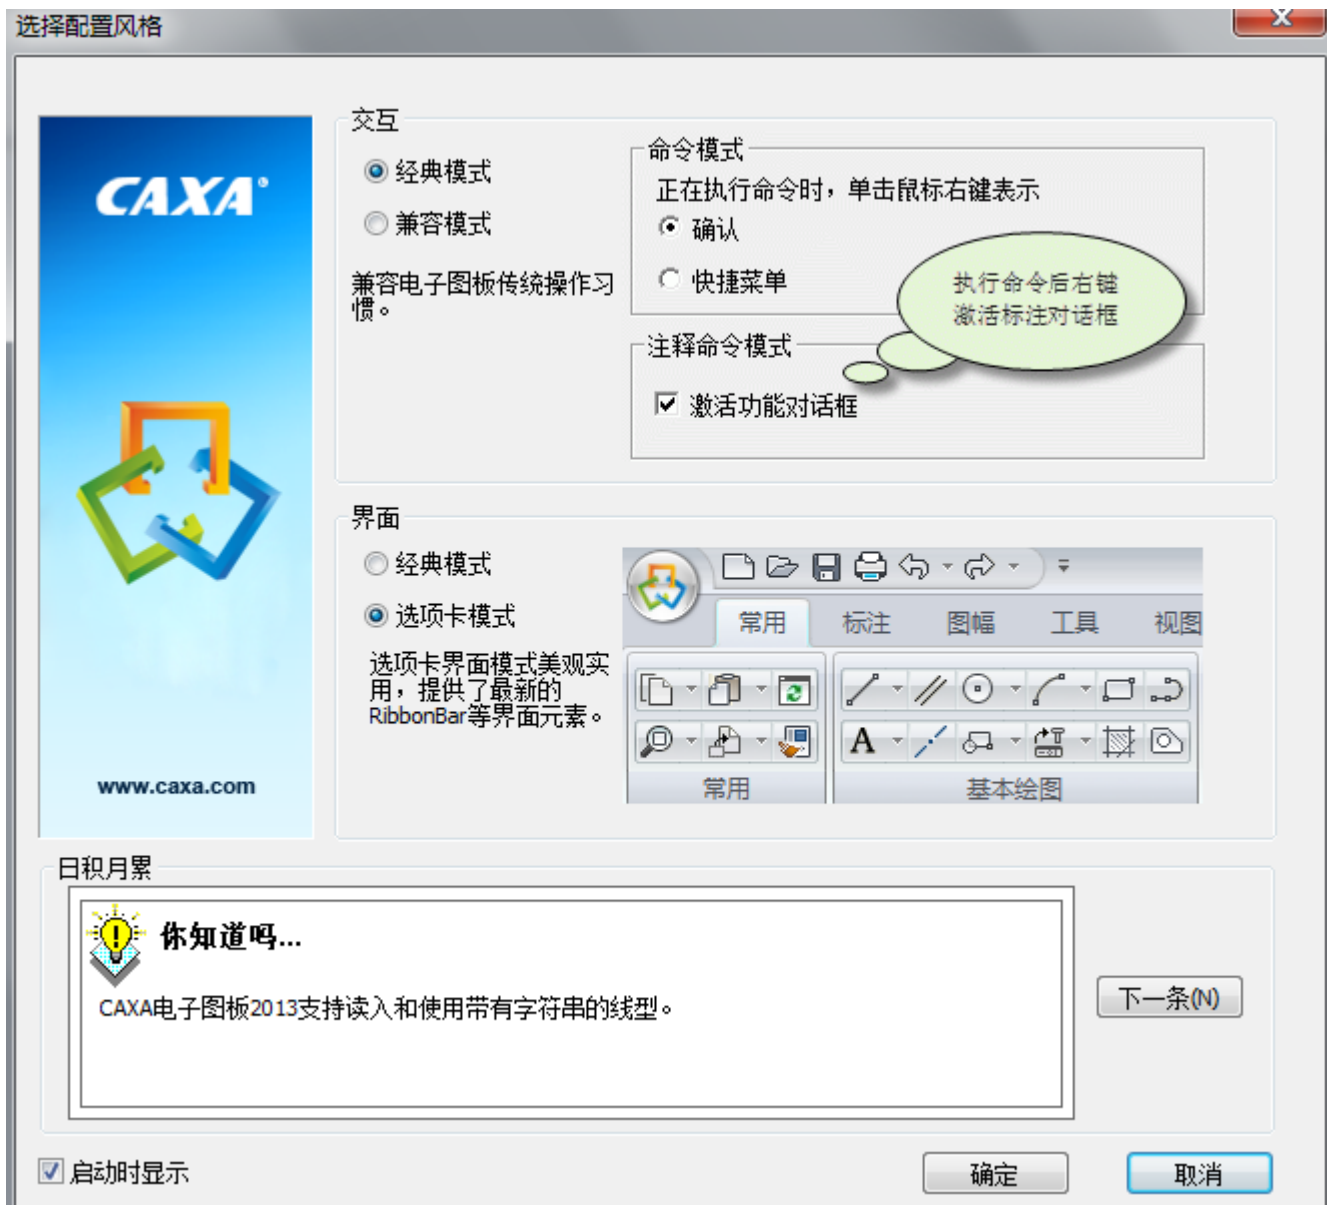 选择配置风格
CAXA®
www.caxa.com
交互
经典模式
兼容模式
兼容电子图板传统操作习
惯。
命令模式
正在执行命令时，单击鼠标右键表示
确认
快捷菜单
执行命令后右键
激活标注对话框
注释命令模式
激活功能对话框
界面
经典模式
选项卡模式
选项卡界面模式美观实
用，提供了最新的
RibbonBar等界面元素。
常用 标注 图幅 工具 视图
A
常用 基本绘图
日积月累
你知道吗...
CAXA电子图板2013支持读入和使用带有字符串的线型。
下一条(N)
启动时显示
确定 取消